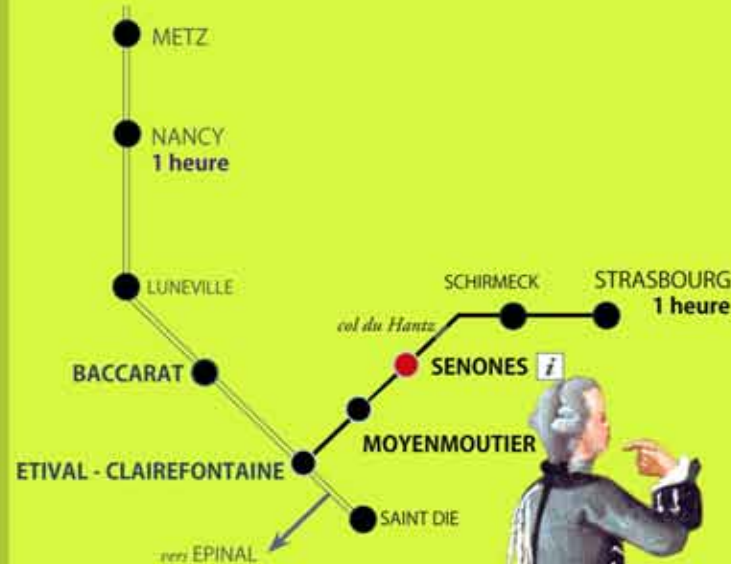 METZ
NANCY
1 heure
LUNEVILLE
SCHIRMECK
STRASBOURG
1 heure
col du Hantz
BACCARAT
SENONES i
MOYENMOUTIER
ETIVAL - CLAIREFONTAINE
SAINT DIE
vers EPINAL